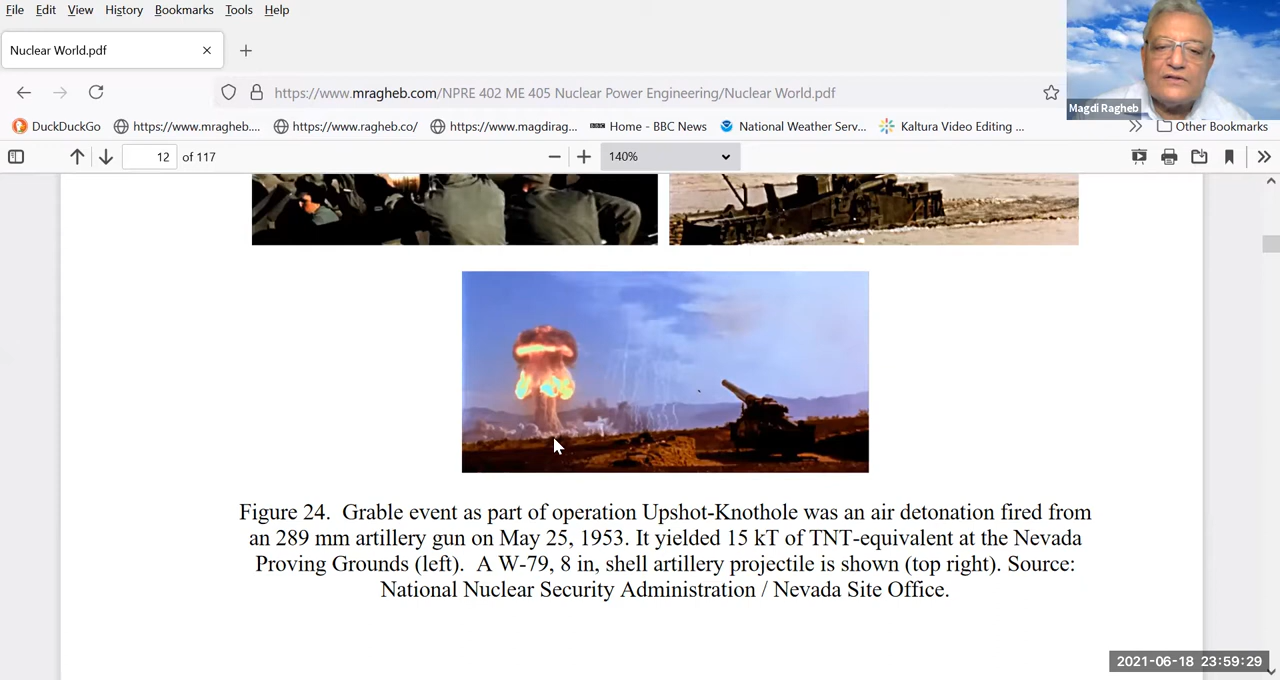 File Edit View History Bookmarks Tools Help
Nuclear World.pdf
https://www.mragheb.com/NPRE 402 ME 405 Nuclear Power Engineering/Nuclear World.pdf
Magdi Ragheb
DuckDuckGo https://www.mragheb.... https://www.ragheb.co/ https://www.magdirag... BBC Home - BBC News National Weather Serv... Kaltura Video Editing ... Other Bookmarks
12 of 117 140%
Figure 24. Grable event as part of operation Upshot-Knothole was an air detonation fired from
an 289 mm artillery gun on May 25, 1953. It yielded 15 kT of TNT-equivalent at the Nevada
Proving Grounds (left). A W-79, 8 in, shell artillery projectile is shown (top right). Source:
National Nuclear Security Administration / Nevada Site Office.
2021-06-18 23:59:29